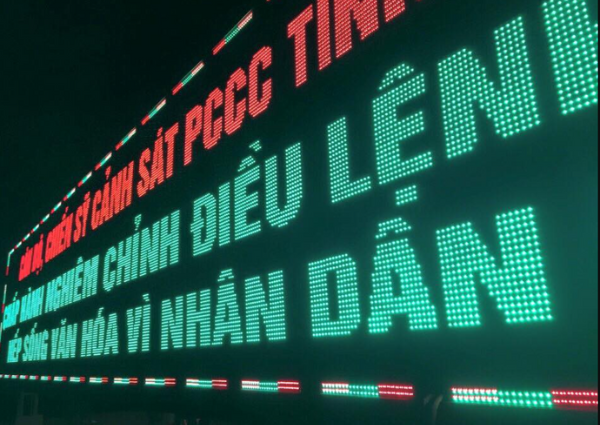 CÁN BỘ CHIẾN SỸ CẢNH SÁT PCCC TỈNH
CHẤP HÀNH NGHIÊM CHỈNH ĐIỀU LỆNH
NẾP SỐNG VĂN HÓA VÌ NHÂN DÂN